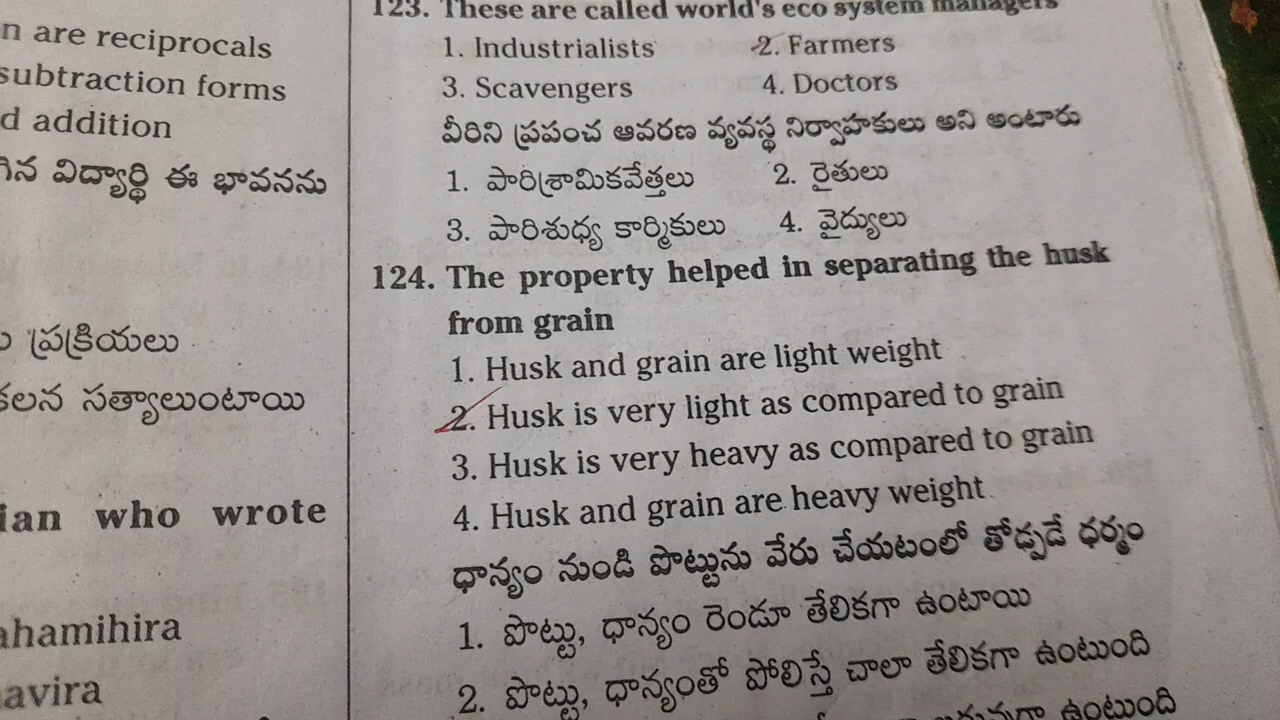 n are reciprocals
subtraction forms
d addition
గిన విద్యార్థి ఈ భావనను
ప్రక్రియలు
కలన సత్యాలుంటాయి
ian who wrote
ahamihira
avira
123. These are called world's eco system managers
1. Industrialists 2. Farmers
3. Scavengers 4. Doctors
వీరిని ప్రపంచ ఆవరణ వ్యవస్థ నిర్వాహకులు అని అంటారు
1. పారిశ్రామికవేత్తలు 2. రైతులు
3. పారిశుధ్య కార్మికులు 4. వైద్యులు
124. The property helped in separating the husk
from grain
1. Husk and grain are light weight
2. Husk is very light as compared to grain
3. Husk is very heavy as compared to grain
4. Husk and grain are heavy weight
ధాన్యం నుండి పొట్టును వేరు చేయటంలో తోడ్పడే ధర్మం
1. పొట్టు, ధాన్యం రెండూ తేలికగా ఉంటాయి
2. పొట్టు, ధాన్యంతో పోలిస్తే చాలా తేలికగా ఉంటుంది
ఉంటుంది